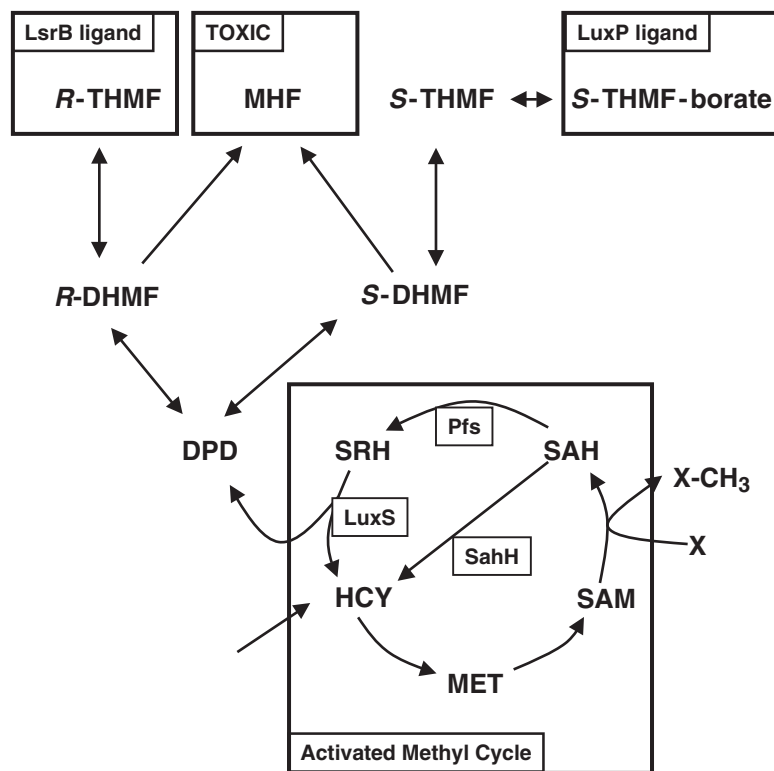 LsrB ligand
TOXIC
LuxP ligand
R-THMF
MHF
S-THMF
S-THMF-borate
R-DHMF
S-DHMF
DPD
SRH
Pfs
SAH
X-CH₃
LuxS
SahH
X
HCY
SAM
MET
Activated Methyl Cycle